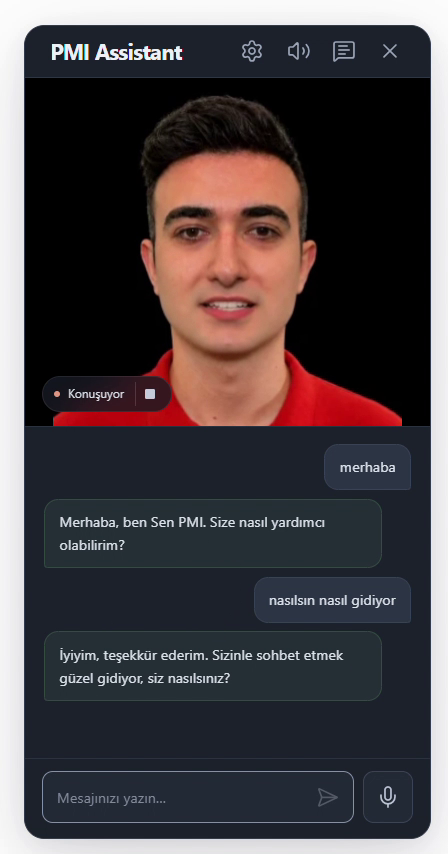 PMI Assistant
Konuşuyor
merhaba
Merhaba, ben Sen PMI. Size nasıl yardımcı
olabilirim?
nasılsın nasıl gidiyor
İyiyim, teşekkür ederim. Sizinle sohbet etmek
güzel gidiyor, siz nasılsınız?
Mesajınızı yazın...